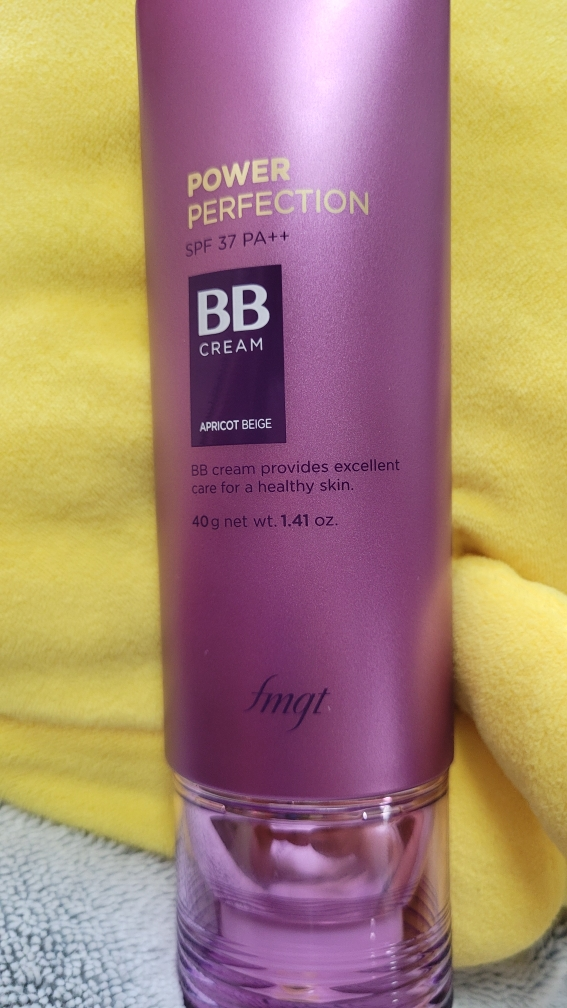 POWER
PERFECTION
SPF 37 PA++
BB
CREAM
APRICOT BEIGE
BB cream provides excellent
care for a healthy skin.
40g net wt. 1.41 oz.
fmgt